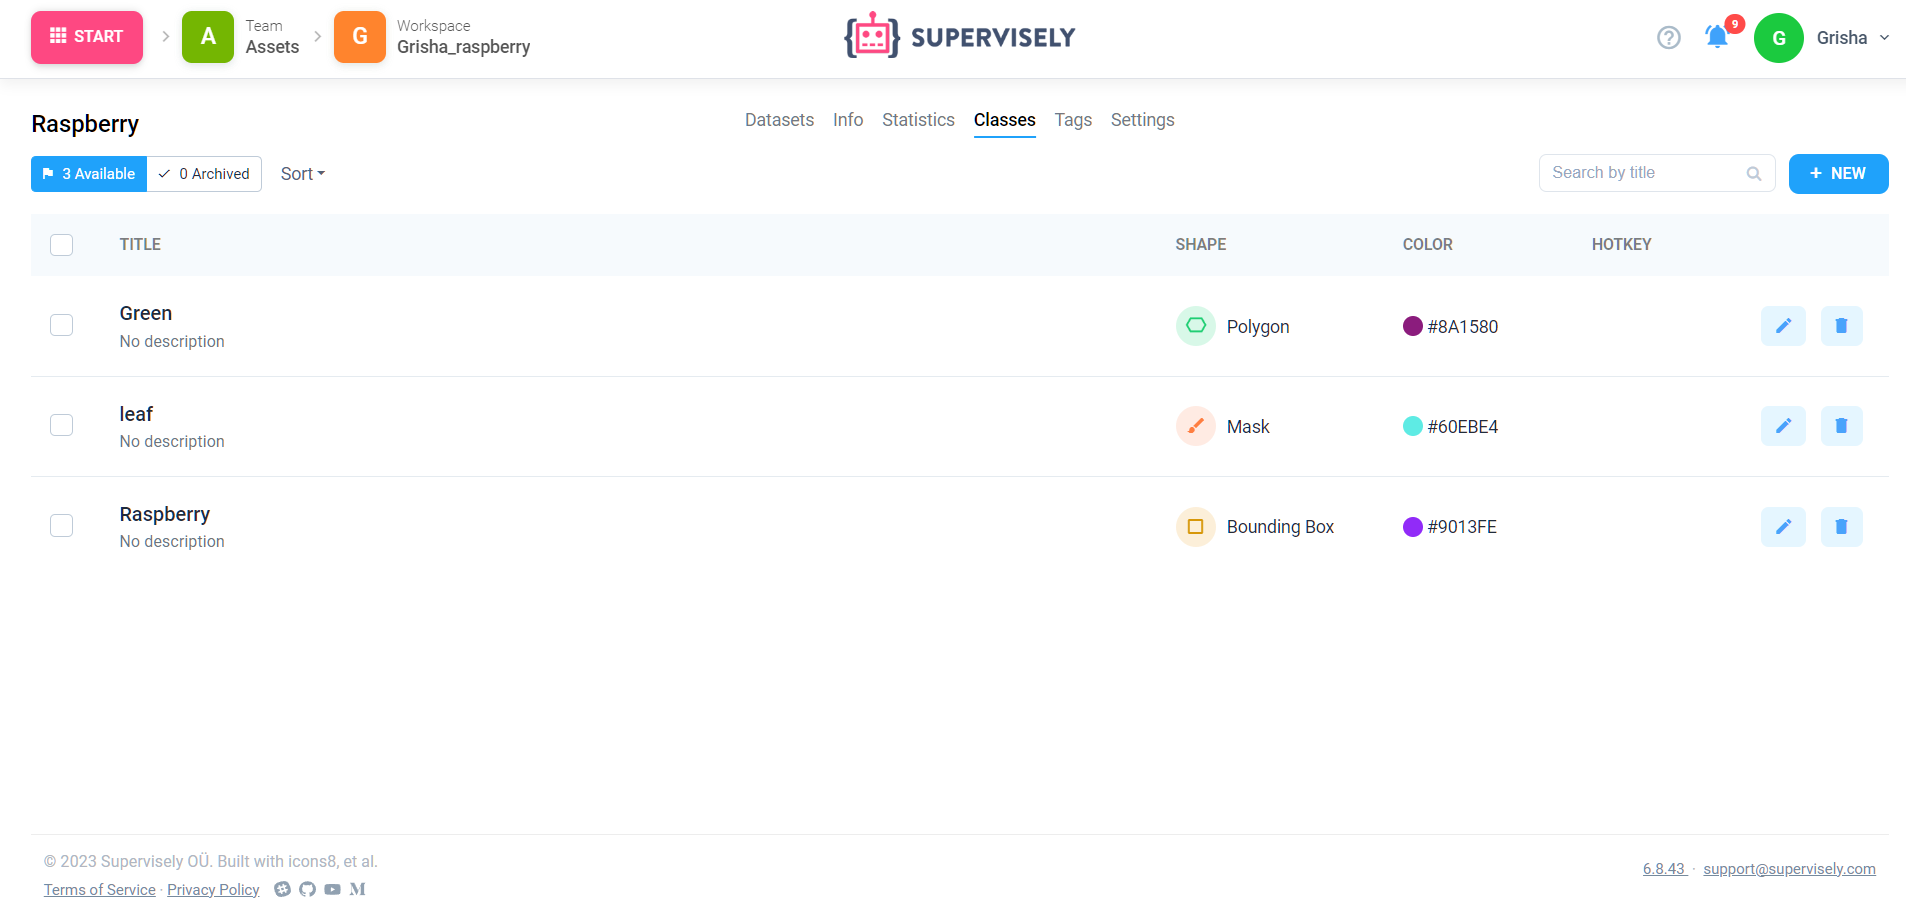 START
A
Team
Assets
G
Workspace
Grisha_raspberry
SUPERVISELY
9
G
Grisha
Raspberry
Datasets Info Statistics Classes Tags Settings
3 Available
0 Archived
Sort
Search by title
+ NEW
TITLE SHAPE COLOR HOTKEY
Green
No description
Polygon
#8A1580
leaf
No description
Mask
#60EBE4
Raspberry
No description
Bounding Box
#9013FE
© 2023 Supervisely OÜ. Built with icons8, et al.
Terms of Service · Privacy Policy
6.8.43 · support@supervisely.com